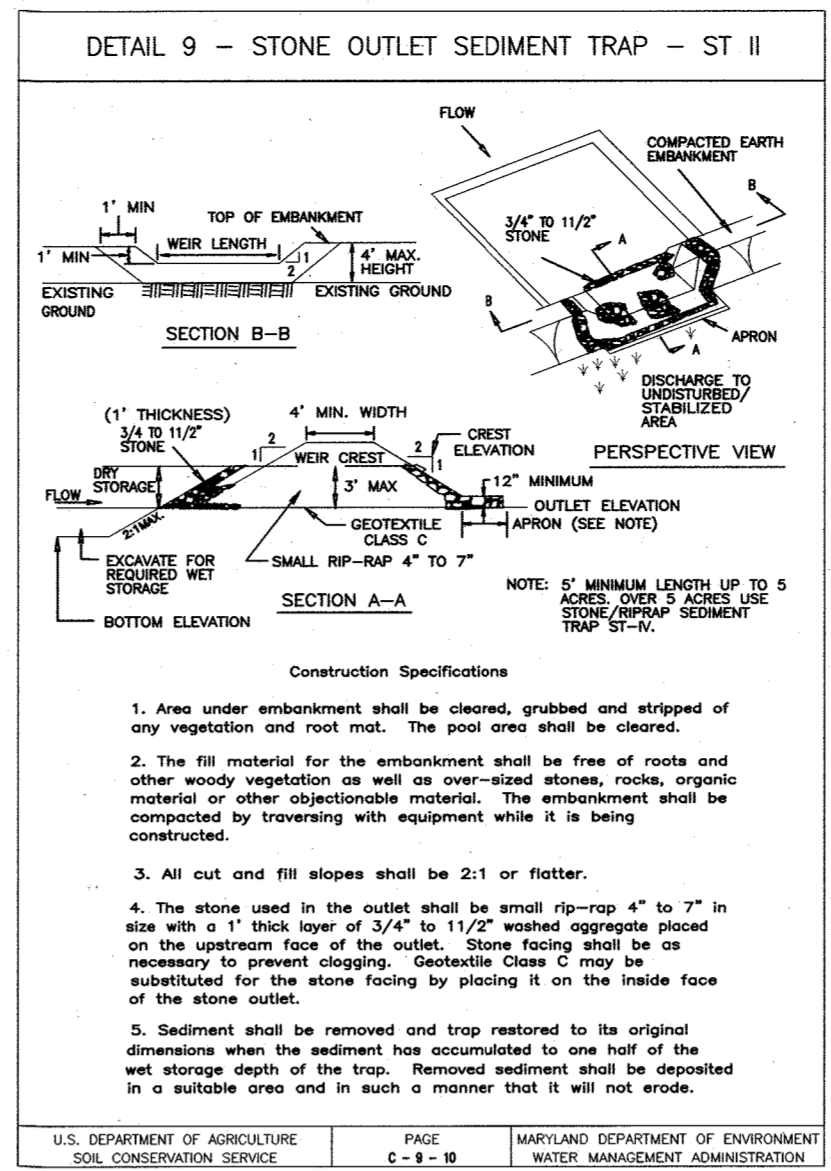 DETAIL 9 – STONE OUTLET SEDIMENT TRAP – ST II
FLOW
COMPACTED EARTH
EMBANKMENT
B
3/4" TO 11/2"
STONE
A
B
APRON
A
DISCHARGE TO
UNDISTURBED/
STABILIZED
AREA
PERSPECTIVE VIEW
1' MIN
TOP OF EMBANKMENT
WEIR LENGTH
1' MIN
1
2
4' MAX.
HEIGHT
EXISTING
GROUND
EXISTING GROUND
SECTION B–B
(1' THICKNESS)
3/4 TO 11/2"
STONE
4' MIN. WIDTH
2
1
WEIR CREST
2
1
CREST
ELEVATION
DRY
STORAGE
3' MAX
12" MINIMUM
FLOW
OUTLET ELEVATION
2:1 MAX.
GEOTEXTILE
CLASS C
APRON (SEE NOTE)
EXCAVATE FOR
REQUIRED WET
STORAGE
SMALL RIP–RAP 4" TO 7"
SECTION A–A
BOTTOM ELEVATION
NOTE: 5' MINIMUM LENGTH UP TO 5
ACRES. OVER 5 ACRES USE
STONE/RIPRAP SEDIMENT
TRAP ST–IV.
Construction Specifications
1. Area under embankment shall be cleared, grubbed and stripped of
any vegetation and root mat. The pool area shall be cleared.
2. The fill material for the embankment shall be free of roots and
other woody vegetation as well as over–sized stones, rocks, organic
material or other objectionable material. The embankment shall be
compacted by traversing with equipment while it is being
constructed.
3. All cut and fill slopes shall be 2:1 or flatter.
4. The stone used in the outlet shall be small rip–rap 4" to 7" in
size with a 1' thick layer of 3/4" to 11/2" washed aggregate placed
on the upstream face of the outlet. Stone facing shall be as
necessary to prevent clogging. Geotextile Class C may be
substituted for the stone facing by placing it on the inside face
of the stone outlet.
5. Sediment shall be removed and trap restored to its original
dimensions when the sediment has accumulated to one half of the
wet storage depth of the trap. Removed sediment shall be deposited
in a suitable area and in such a manner that it will not erode.
U.S. DEPARTMENT OF AGRICULTURE
SOIL CONSERVATION SERVICE
PAGE
C – 9 – 10
MARYLAND DEPARTMENT OF ENVIRONMENT
WATER MANAGEMENT ADMINISTRATION